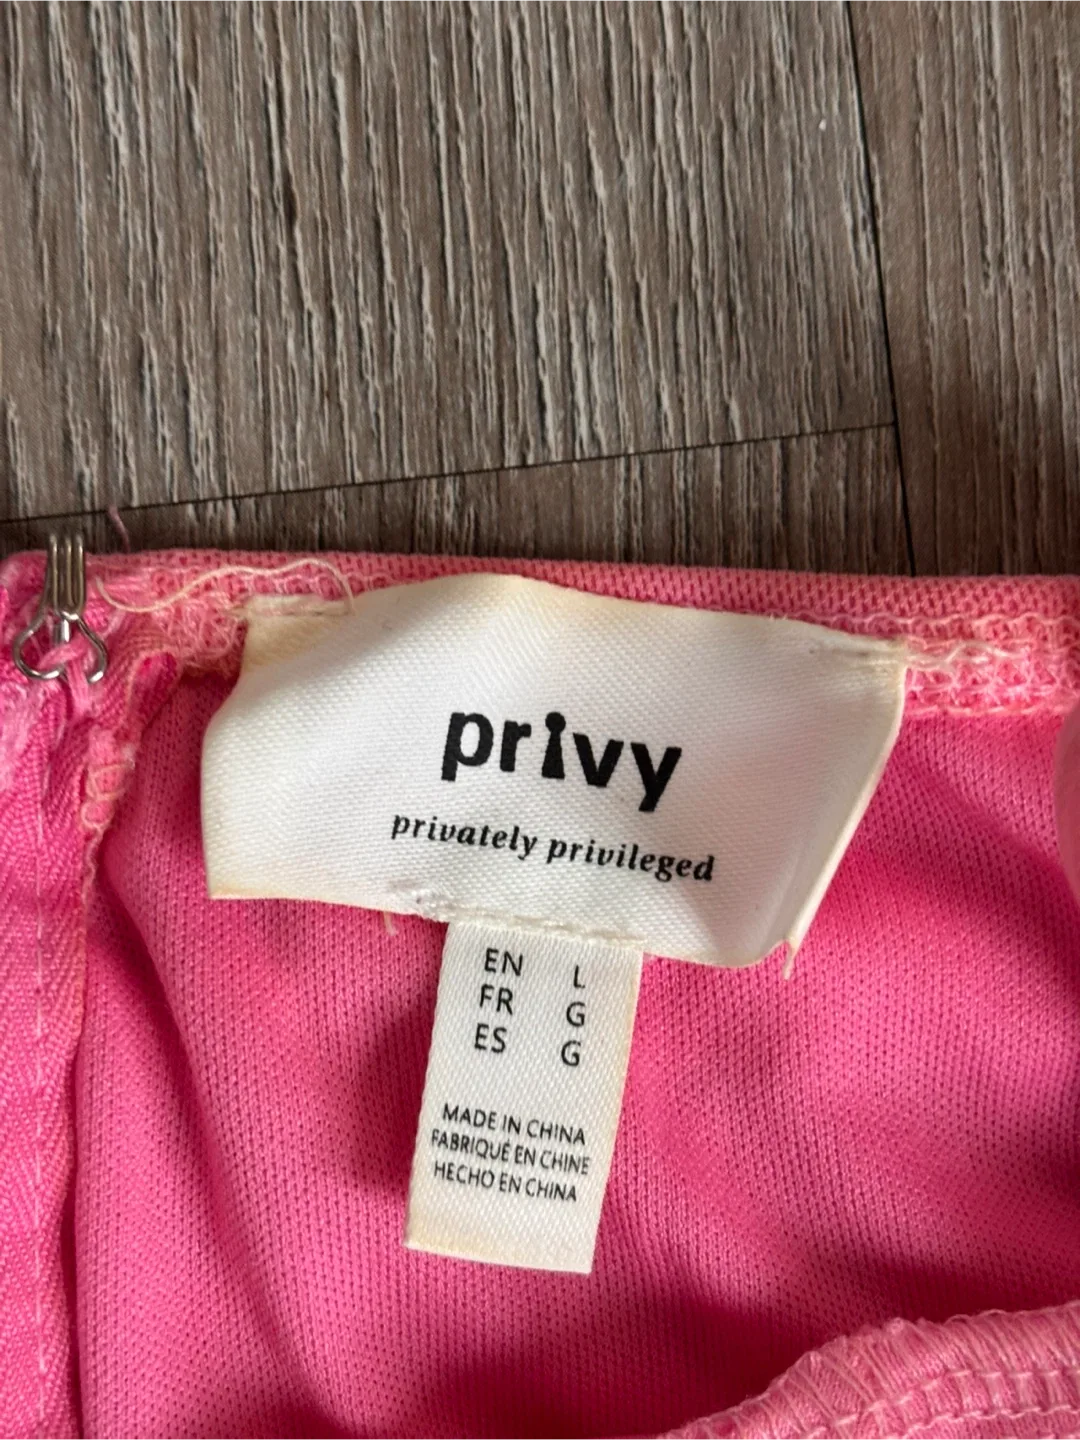 privy
privately privileged
EN L
FR G
ES G
MADE IN CHINA
FABRIQUÉ EN CHINE
HECHO EN CHINA